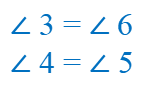 ∠ 3 = ∠ 6
∠ 4 = ∠ 5